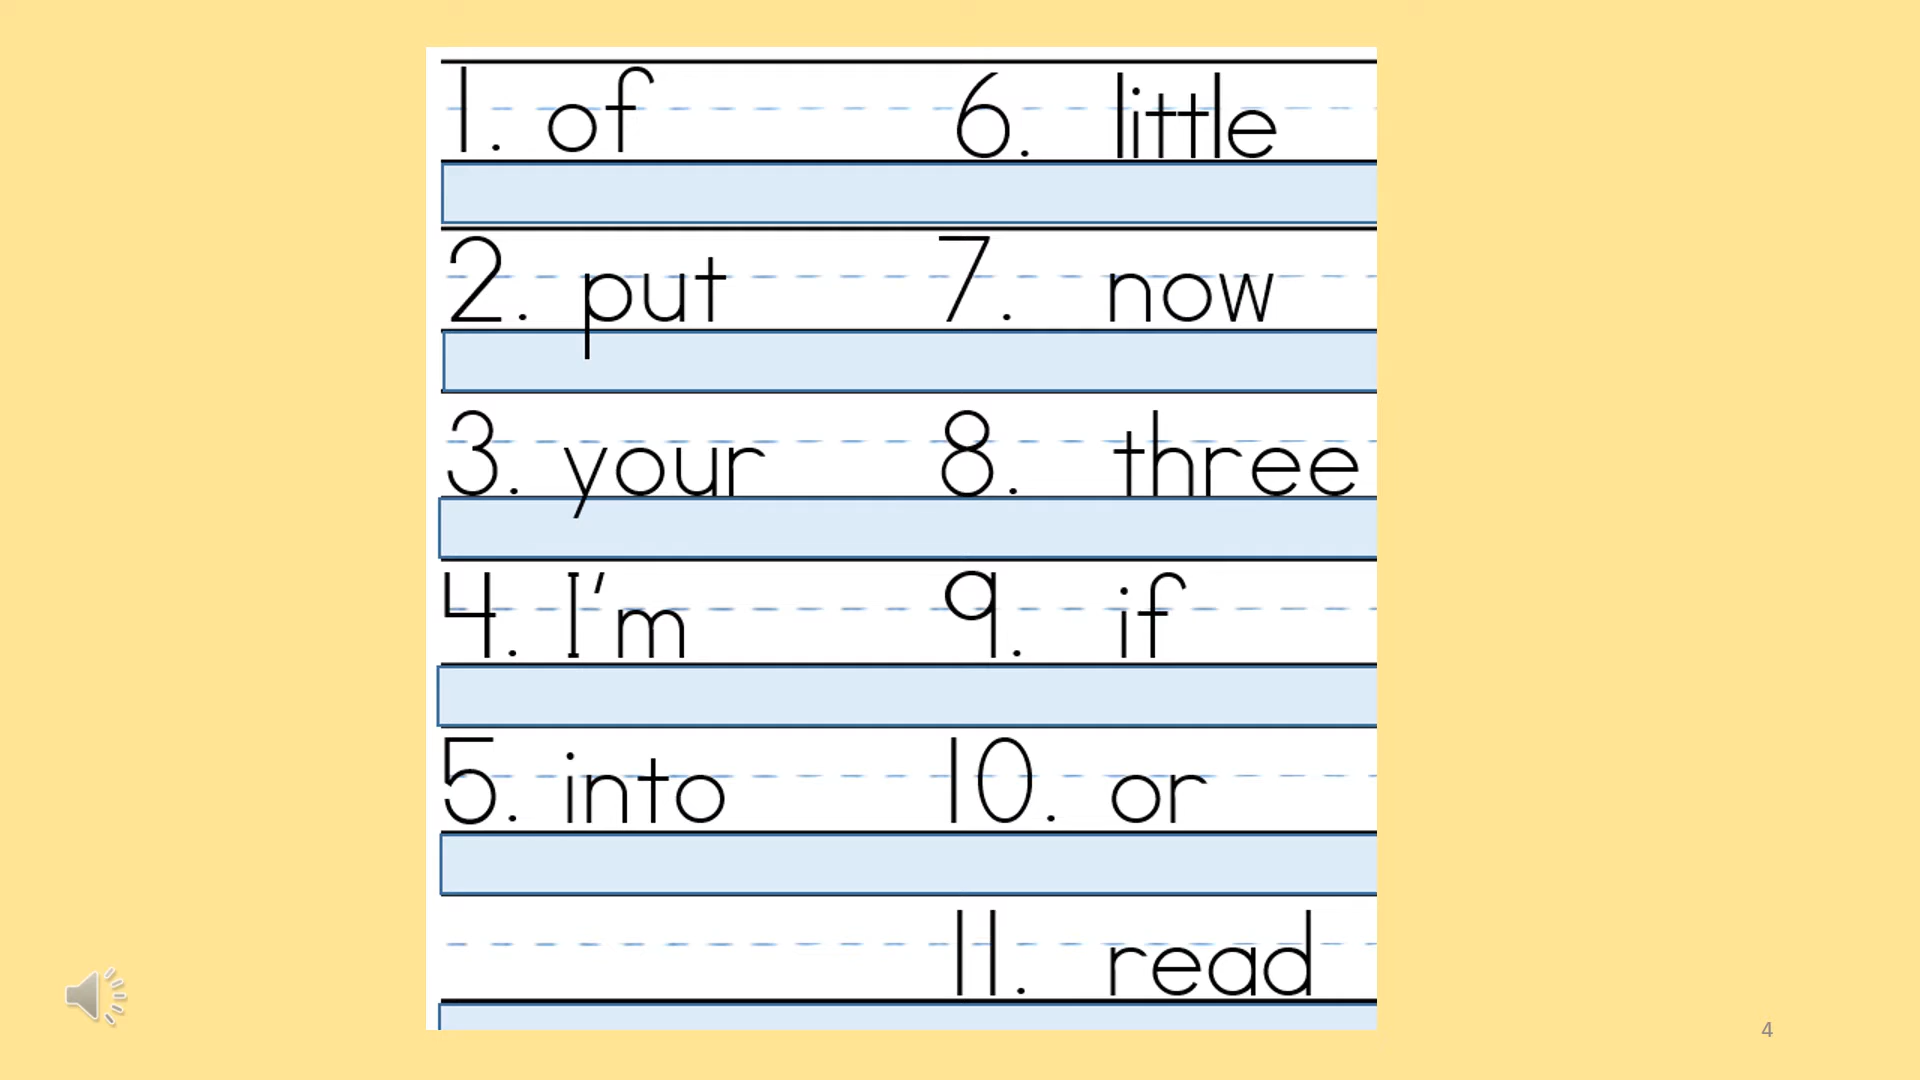 1. of
2. put
3. your
4. I'm
5. into
6. little
7. now
8. three
9. if
10. or
11. read
4